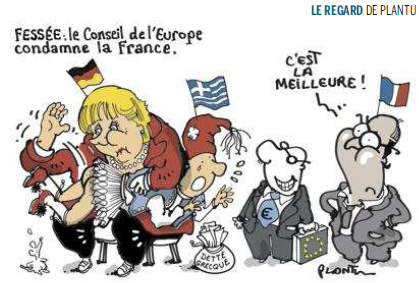 LE REGARD DE PLANTU
FESSÉE : le Conseil de l'Europe
condamne la France.
C'EST
LA
MEILLEURE !
€
DETTE
GRECQUE
PLANTU